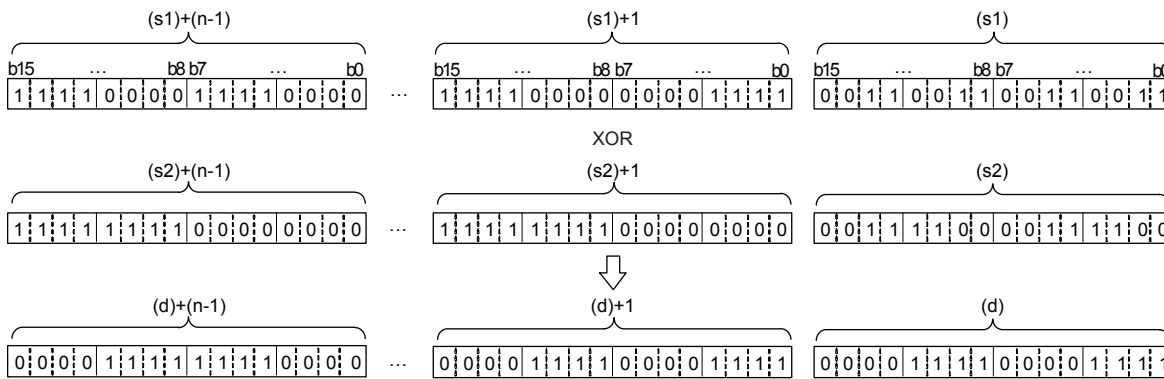 (s1)+(n-1) (s1)+1 (s1)
b15 ... b8 b7 ... b0 b15 ... b8 b7 ... b0 b15 ... b8 b7 ... b0
1 1 1 1 0 0 0 0 1 1 1 1 0 0 0 0 ... 1 1 1 1 0 0 0 0 0 0 0 0 1 1 1 1 0 0 1 1 0 0 1 1 0 0 1 1 0 0 1 1
XOR
(s2)+(n-1) (s2)+1 (s2)
1 1 1 1 1 1 1 1 0 0 0 0 0 0 0 0 ... 1 1 1 1 1 1 1 1 0 0 0 0 0 0 0 0 0 0 1 1 1 1 0 0 0 0 1 1 1 1 0 0
(d)+(n-1) (d)+1 (d)
0 0 0 0 1 1 1 1 1 1 1 1 0 0 0 0 ... 0 0 0 0 1 1 1 1 0 0 0 0 1 1 1 1 0 0 0 0 1 1 1 1 0 0 0 0 1 1 1 1